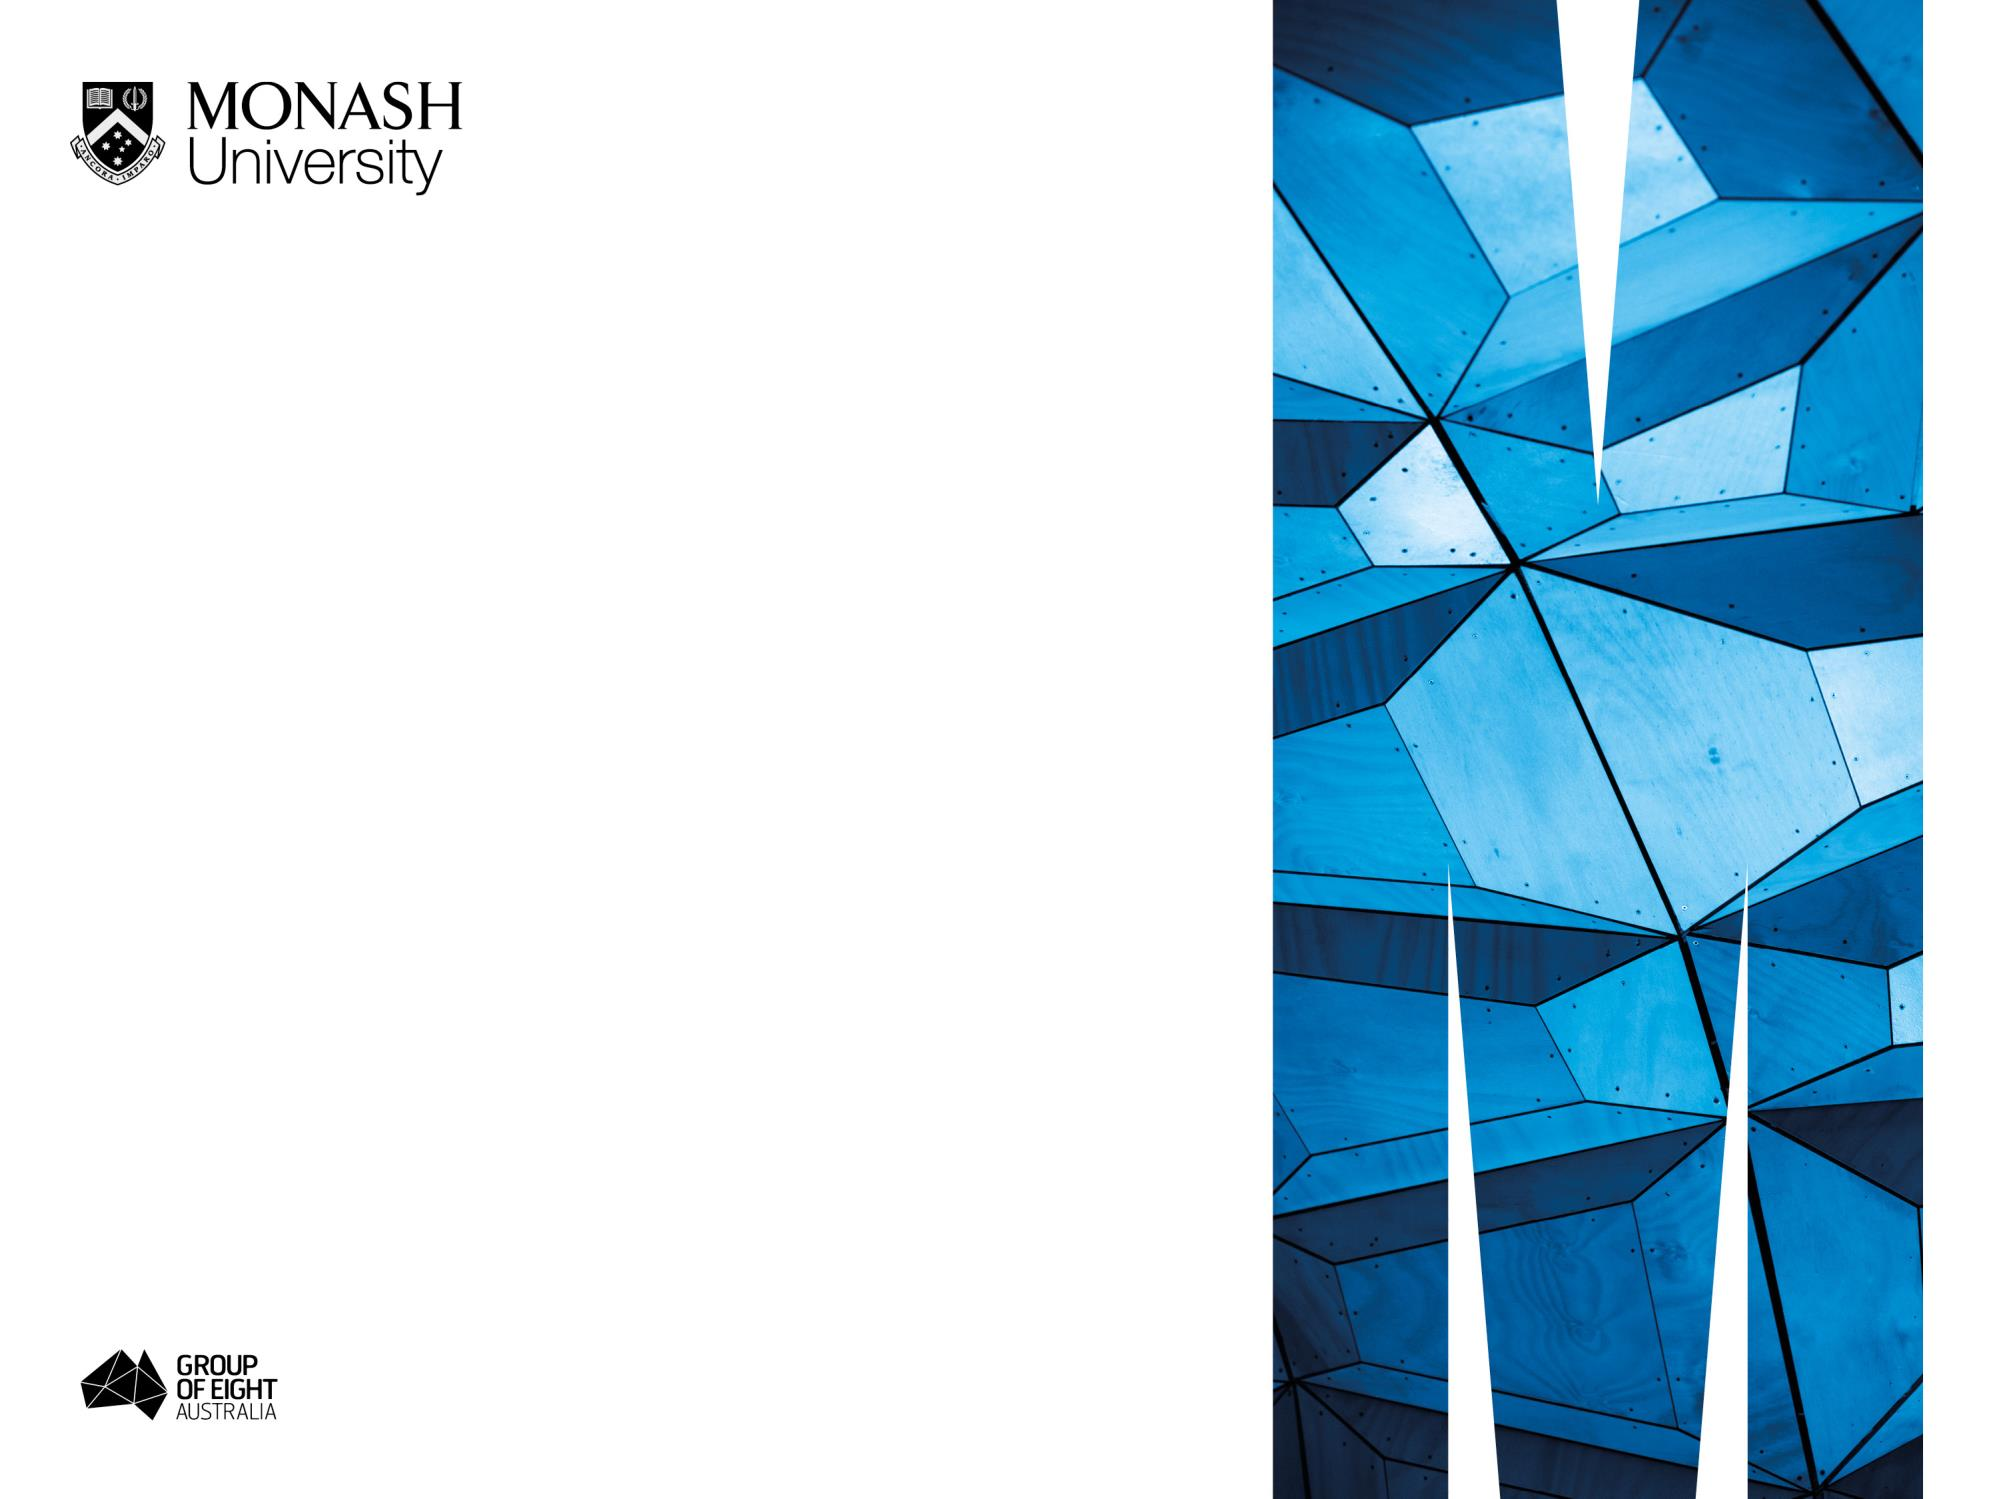 MONASH
University
ANCORA IMPARO
GROUP
OF EIGHT
AUSTRALIA